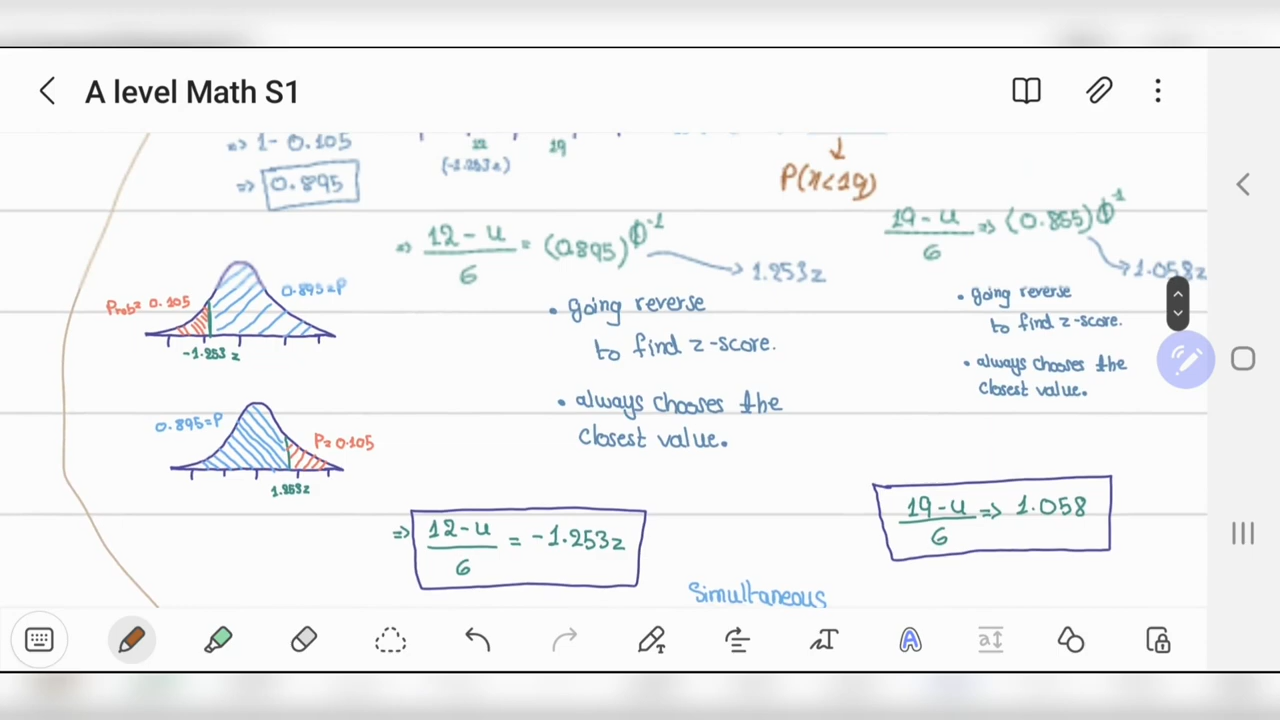 A level Math S1
=> 1 - 0.105
=> 0.895
12
19
(-1.253z)
P(x<19)
=> 12 - u / 6 = (0.895) Φ⁻¹
1.253z
19 - u / 6 => (0.855) Φ⁻¹
1.058z
Prob= 0.105
0.895=P
-1.253 z
• going reverse
to find z-score.
• always chooses the
closest value.
• going reverse
to find z-score.
• always chooses the
closest value.
0.895=P
P=0.105
1.253z
=> 12 - u / 6 = -1.253z
19 - u / 6 => 1.058
Simultaneous